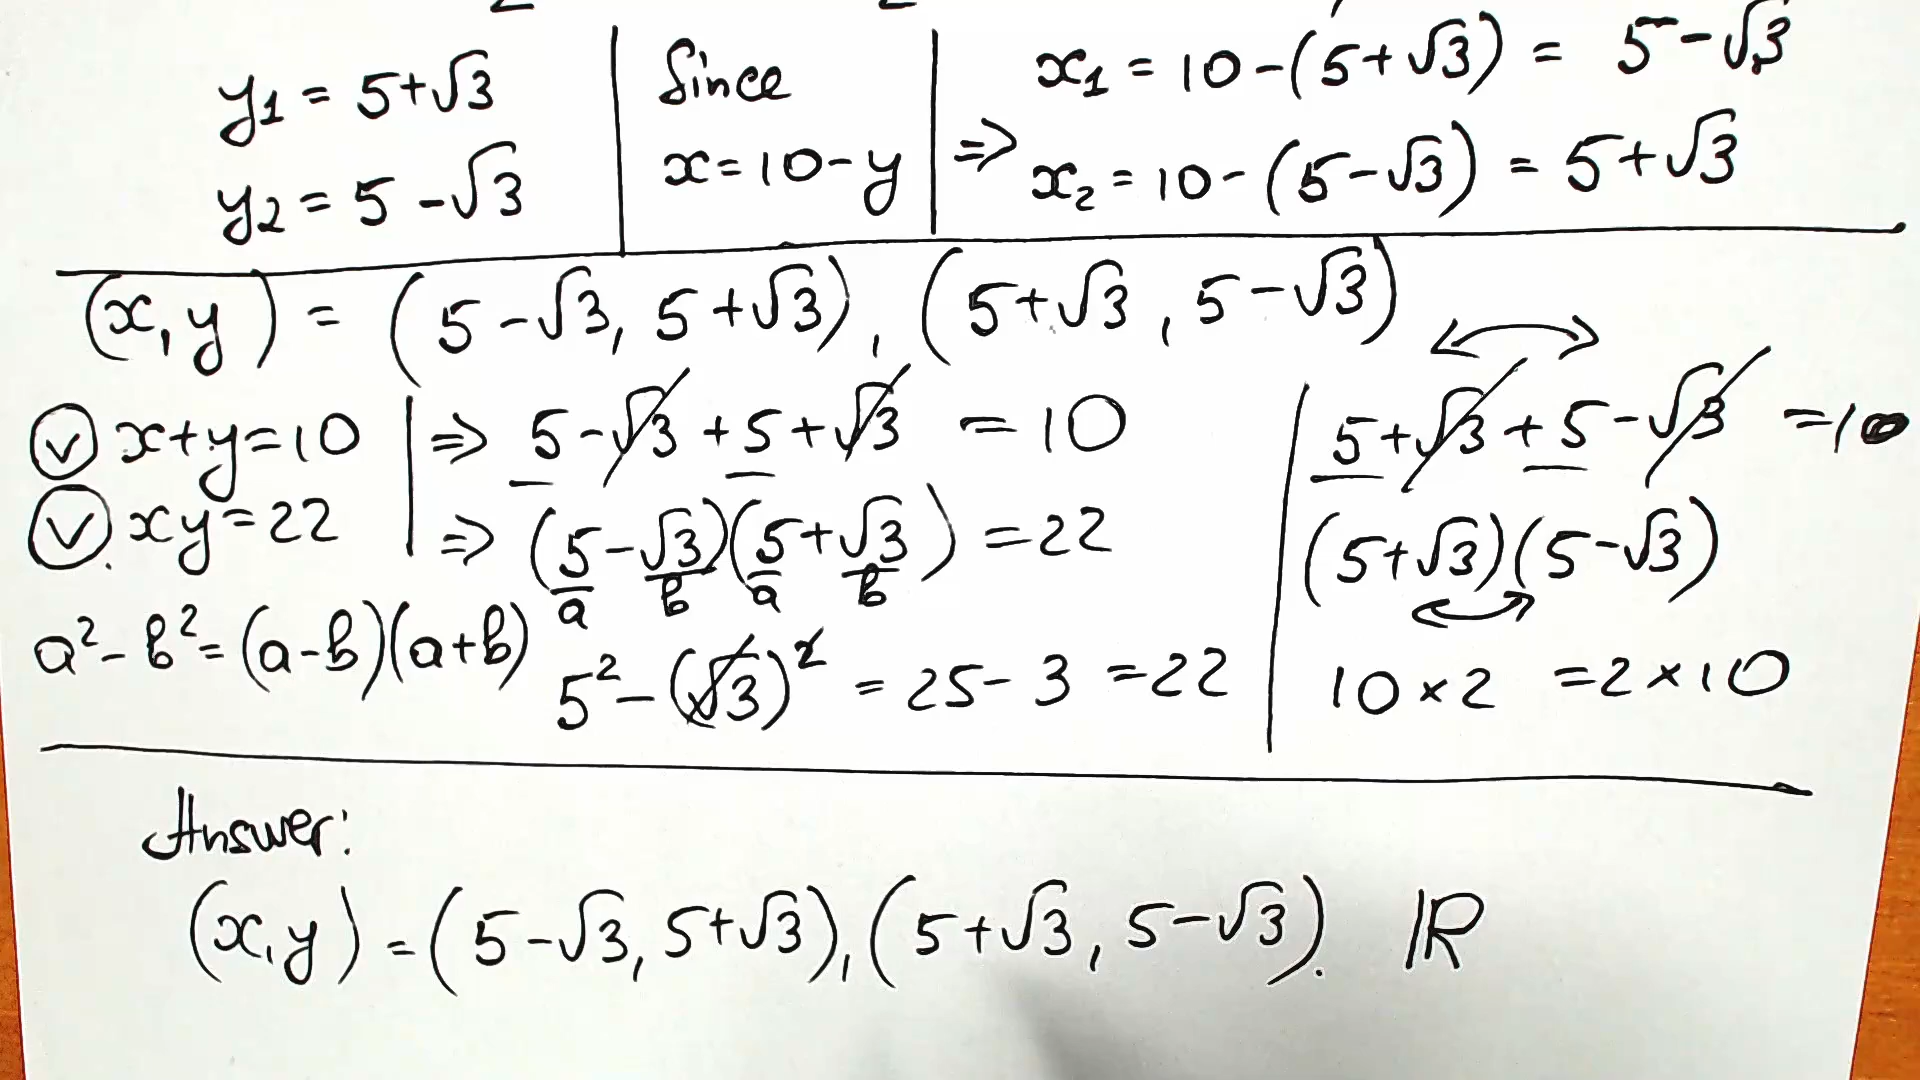 y1 = 5+√3
y2 = 5-√3
Since
x=10-y
x1 = 10-(5+√3) = 5-√3
⇒ x2 = 10-(5-√3) = 5+√3
(x,y) = (5-√3, 5+√3), (5+√3, 5-√3)
v x+y=10 ⇒ 5-√3+5+√3 = 10
5+√3+5-√3 =10
v xy=22 ⇒ (5-√3)(5+√3) =22
a b a b
(5+√3)(5-√3)
a²-b²=(a-b)(a+b)
5²-(√3)² = 25-3 =22
10×2 =2×10
Answer:
(x,y) = (5-√3, 5+√3), (5+√3, 5-√3). ℝ